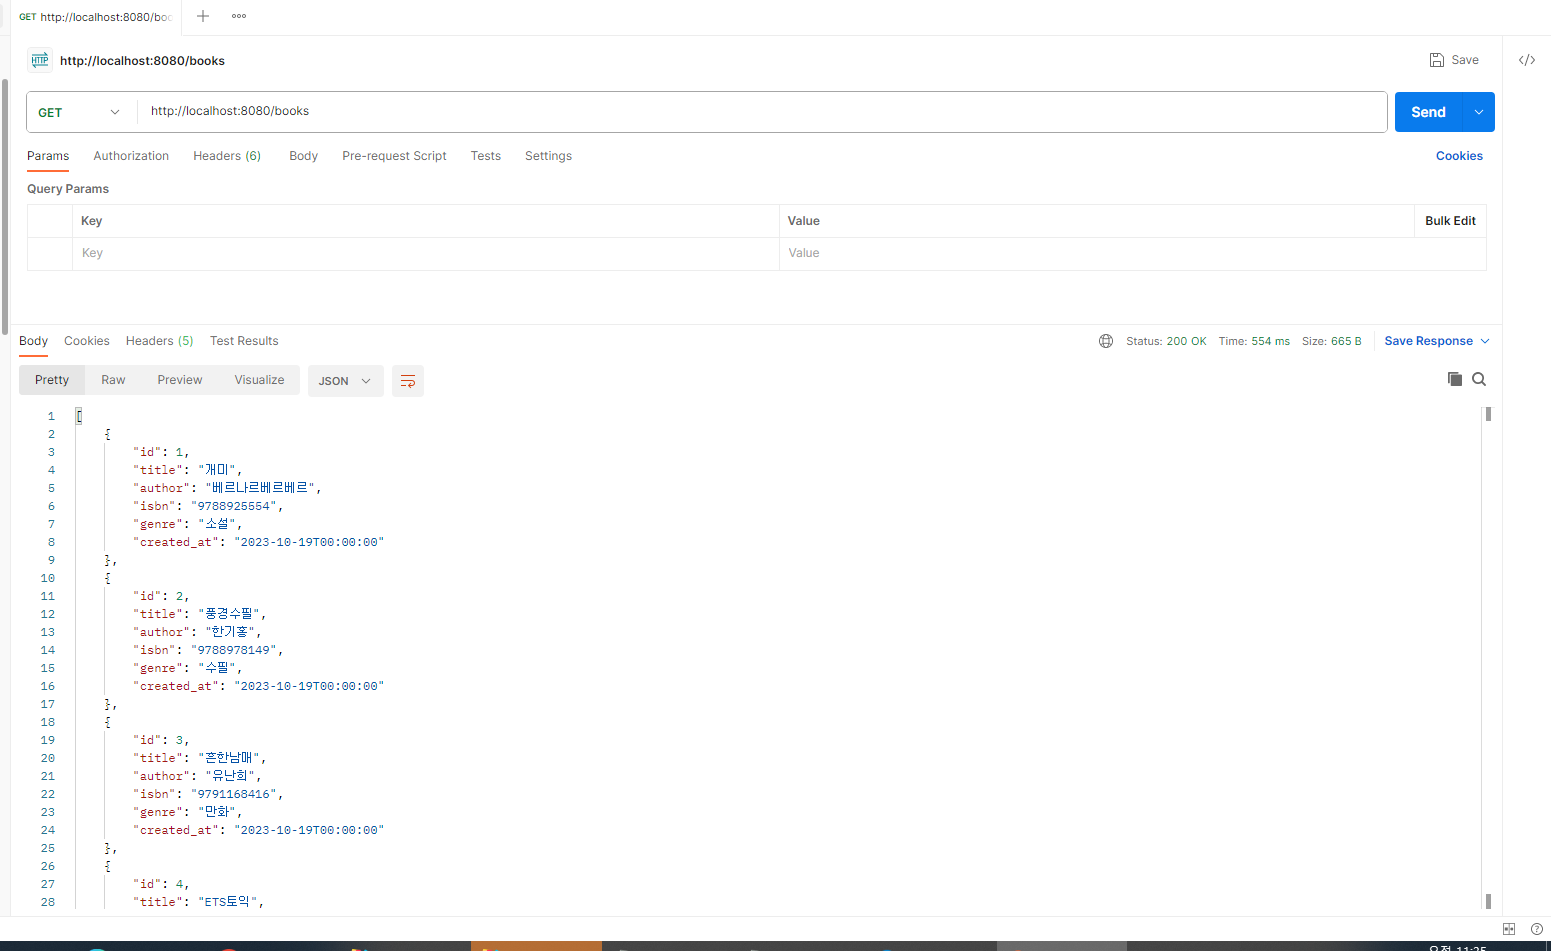 GET http://localhost:8080/boo
http://localhost:8080/books
Save
GET http://localhost:8080/books
Send
Params Authorization Headers (6) Body Pre-request Script Tests Settings Cookies
Query Params
Key Value Bulk Edit
Key Value
Body Cookies Headers (5) Test Results Status: 200 OK Time: 554 ms Size: 665 B Save Response
Pretty Raw Preview Visualize JSON
1 [
2 {
3 "id": 1,
4 "title": "개미",
5 "author": "베르나르베르베르",
6 "isbn": "9788925554",
7 "genre": "소설",
8 "created_at": "2023-10-19T00:00:00"
9 },
10 {
11 "id": 2,
12 "title": "풍경수필",
13 "author": "한기홍",
14 "isbn": "9788978149",
15 "genre": "수필",
16 "created_at": "2023-10-19T00:00:00"
17 },
18 {
19 "id": 3,
20 "title": "흔한남매",
21 "author": "유난희",
22 "isbn": "9791168416",
23 "genre": "만화",
24 "created_at": "2023-10-19T00:00:00"
25 },
26 {
27 "id": 4,
28 "title": "ETS토익",